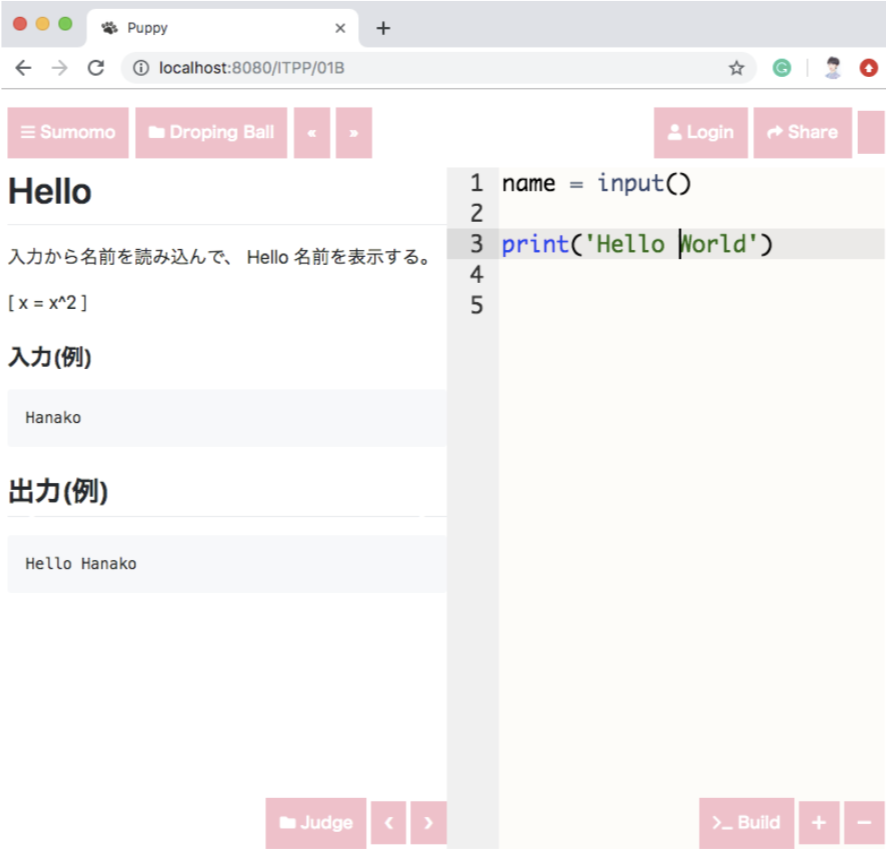 Puppy
localhost:8080/ITPP/01B
Sumomo
Droping Ball
«
»
Login
Share
Hello
入力から名前を読み込んで、 Hello 名前を表示する。
[ x = x^2 ]
入力(例)
Hanako
出力(例)
Hello Hanako
Judge
1 name = input()
2
3 print('Hello World')
4
5
>_ Build
+
−